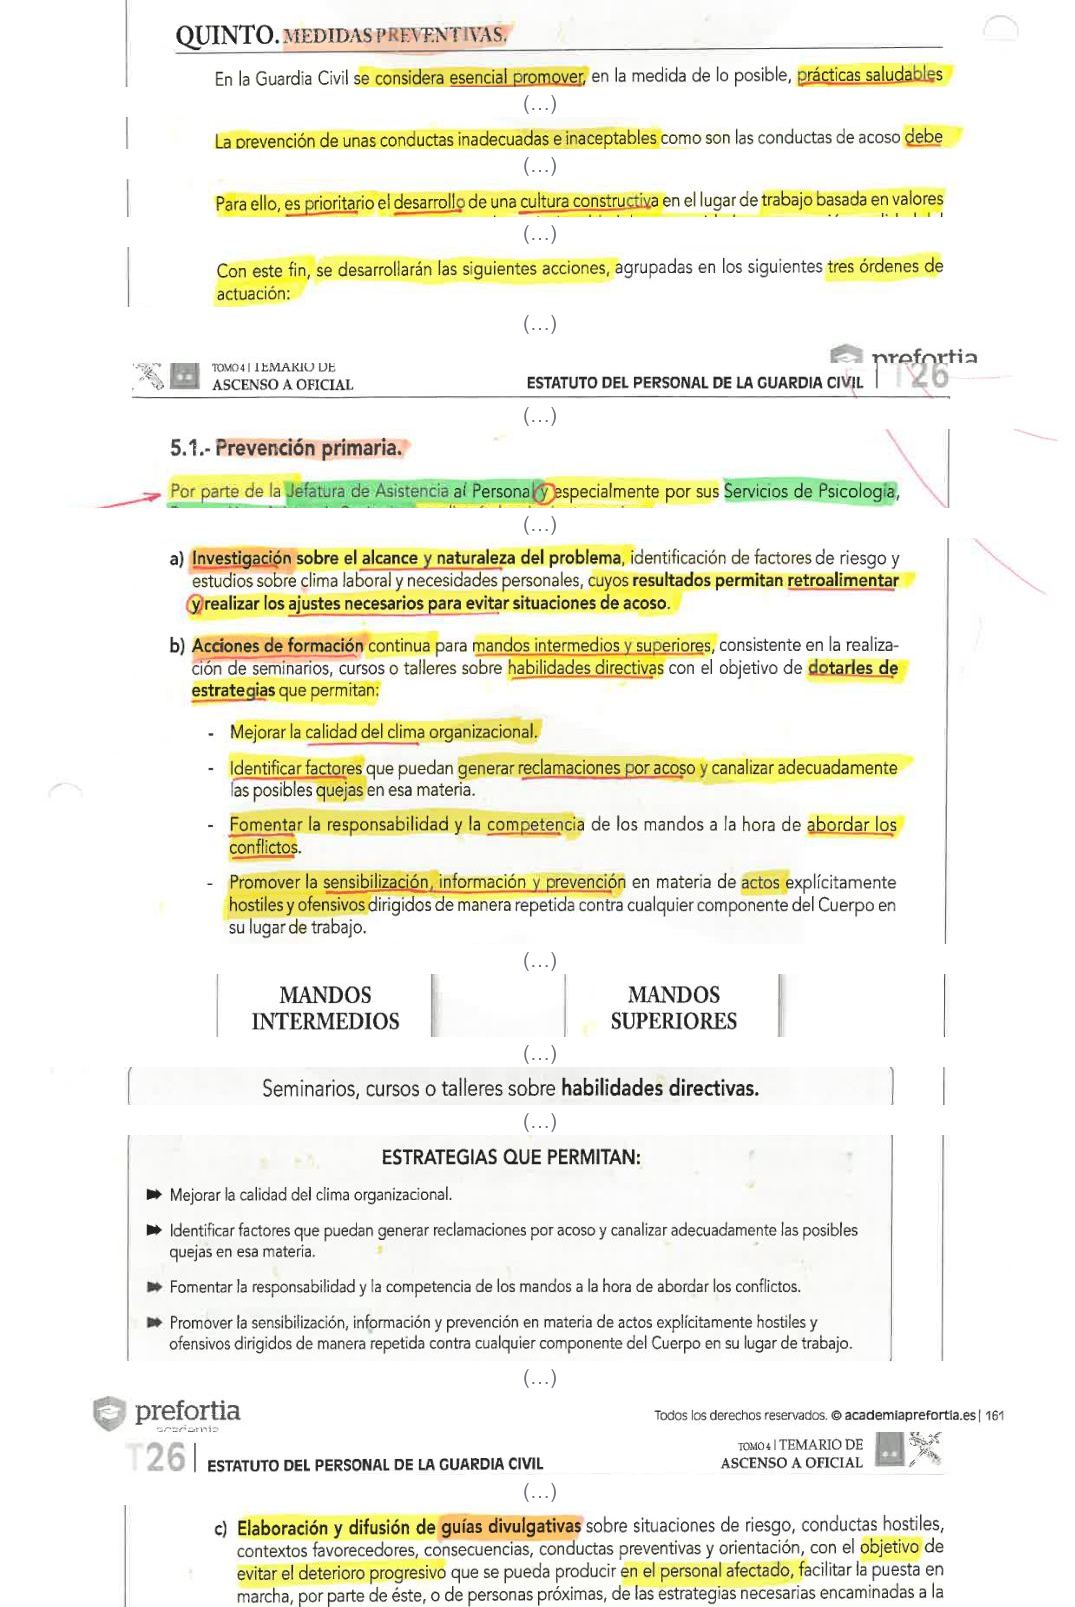 QUINTO. MEDIDAS PREVENTIVAS.
En la Guardia Civil se considera esencial promover, en la medida de lo posible, prácticas saludables
(...)
La prevención de unas conductas inadecuadas e inaceptables como son las conductas de acoso debe
(...)
Para ello, es prioritario el desarrollo de una cultura constructiva en el lugar de trabajo basada en valores
(...)
Con este fin, se desarrollarán las siguientes acciones, agrupadas en los siguientes tres órdenes de
actuación:
(...)
prefortia
TOMO 4 | TEMARIO DE
ASCENSO A OFICIAL
ESTATUTO DEL PERSONAL DE LA GUARDIA CIVIL | T26
(...)
5.1.- Prevención primaria.
Por parte de la Jefatura de Asistencia al Personal y especialmente por sus Servicios de Psicología,
(...)
a) Investigación sobre el alcance y naturaleza del problema, identificación de factores de riesgo y
estudios sobre clima laboral y necesidades personales, cuyos resultados permitan retroalimentar
y realizar los ajustes necesarios para evitar situaciones de acoso.
b) Acciones de formación continua para mandos intermedios y superiores, consistente en la realiza-
ción de seminarios, cursos o talleres sobre habilidades directivas con el objetivo de dotarles de
estrategias que permitan:
- Mejorar la calidad del clima organizacional.
- Identificar factores que puedan generar reclamaciones por acoso y canalizar adecuadamente
las posibles quejas en esa materia.
- Fomentar la responsabilidad y la competencia de los mandos a la hora de abordar los
conflictos.
- Promover la sensibilización, información y prevención en materia de actos explícitamente
hostiles y ofensivos dirigidos de manera repetida contra cualquier componente del Cuerpo en
su lugar de trabajo.
(...)
MANDOS
INTERMEDIOS
MANDOS
SUPERIORES
(...)
Seminarios, cursos o talleres sobre habilidades directivas.
(...)
ESTRATEGIAS QUE PERMITAN:
Mejorar la calidad del clima organizacional.
Identificar factores que puedan generar reclamaciones por acoso y canalizar adecuadamente las posibles
quejas en esa materia.
Fomentar la responsabilidad y la competencia de los mandos a la hora de abordar los conflictos.
Promover la sensibilización, información y prevención en materia de actos explícitamente hostiles y
ofensivos dirigidos de manera repetida contra cualquier componente del Cuerpo en su lugar de trabajo.
(...)
prefortia
academia
Todos los derechos reservados. © academiaprefortia.es | 161
T26 | ESTATUTO DEL PERSONAL DE LA GUARDIA CIVIL
TOMO 4 | TEMARIO DE
ASCENSO A OFICIAL
(...)
c) Elaboración y difusión de guías divulgativas sobre situaciones de riesgo, conductas hostiles,
contextos favorecedores, consecuencias, conductas preventivas y orientación, con el objetivo de
evitar el deterioro progresivo que se pueda producir en el personal afectado, facilitar la puesta en
marcha, por parte de éste, o de personas próximas, de las estrategias necesarias encaminadas a la